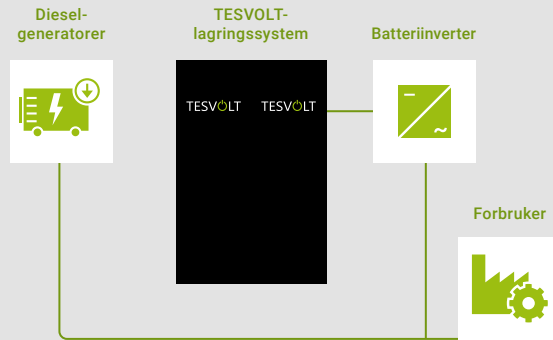 Diesel-
generatorer
TESVOLT-
lagringssystem
Batteriinverter
TESVOLT TESVOLT
Forbruker